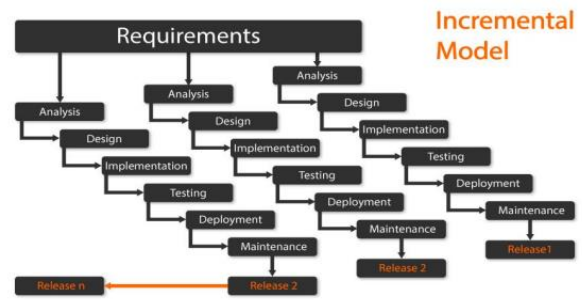 Incremental
Model
Requirements
Analysis
Design
Implementation
Testing
Deployment
Maintenance
Release 2
Release n
Analysis
Design
Implementation
Testing
Deployment
Maintenance
Release 2
Analysis
Design
Implementation
Testing
Deployment
Maintenance
Release1